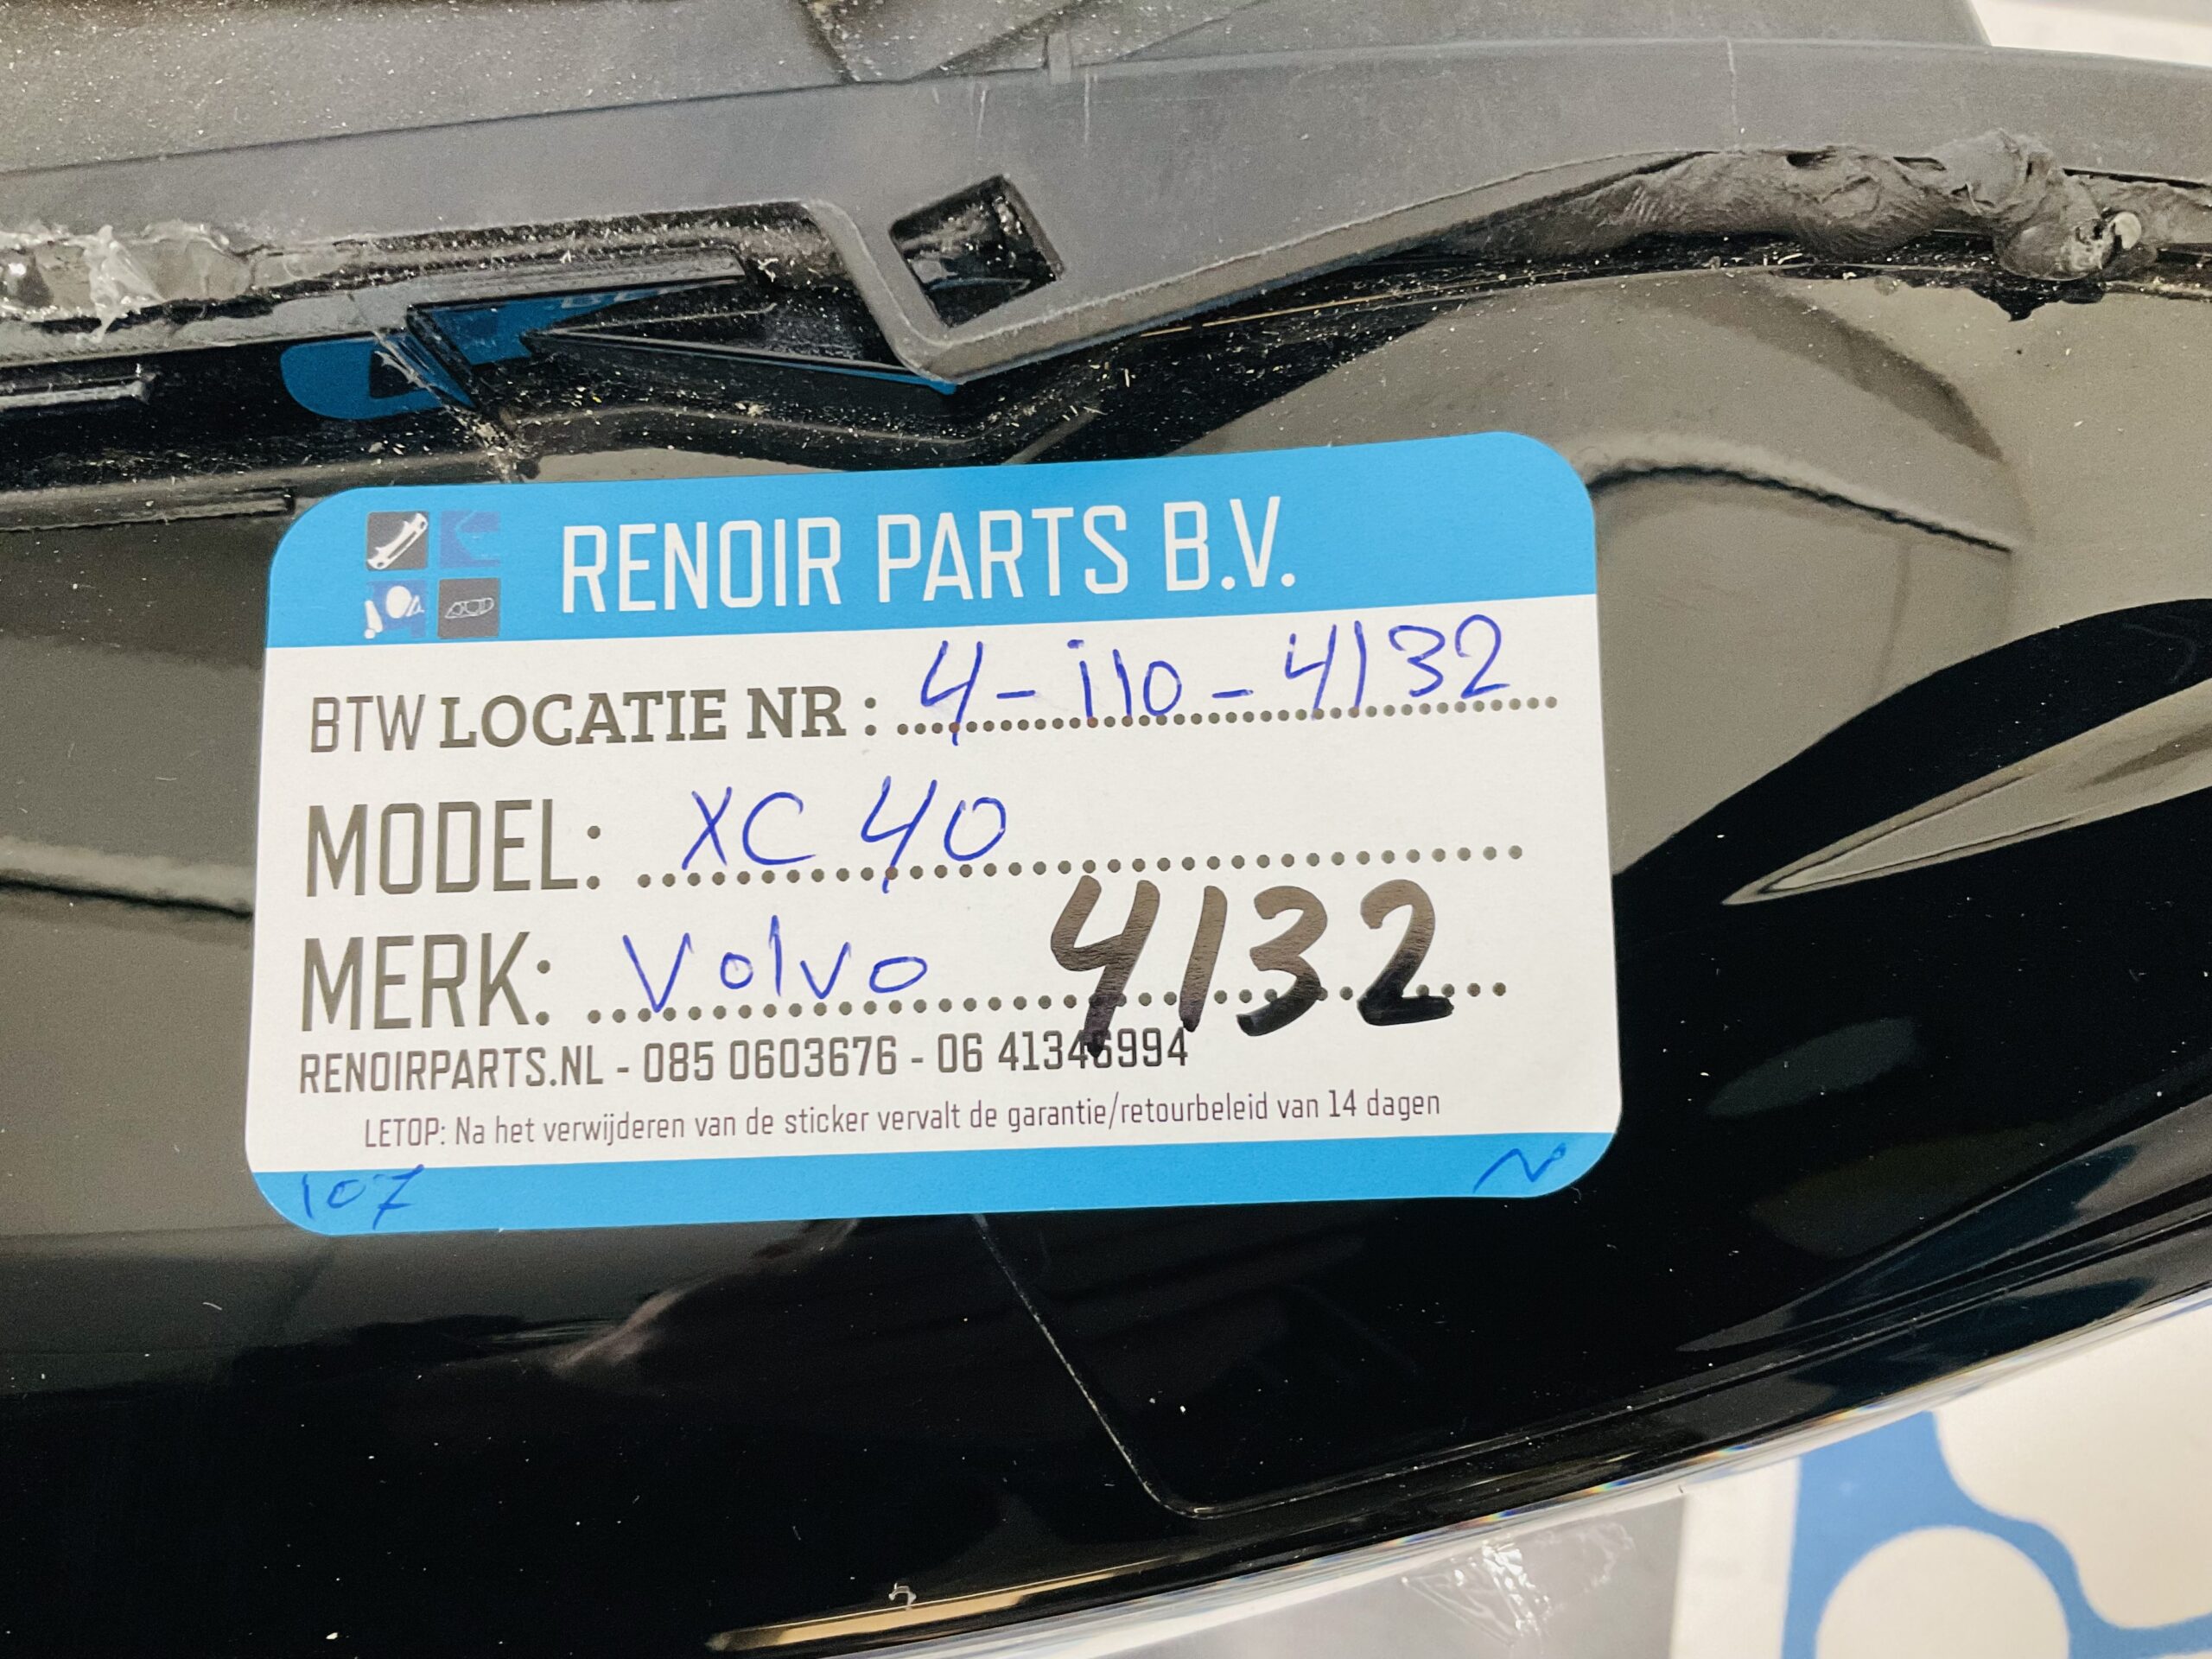 RENOIR PARTS B.V.
BTW LOCATIE NR : 4-i10-4132
MODEL: XC 40
MERK: Volvo 4132
RENOIRPARTS.NL - 085 0603676 - 06 41346994
LETOP: Na het verwijderen van de sticker vervalt de garantie/retourbeleid van 14 dagen
107 N